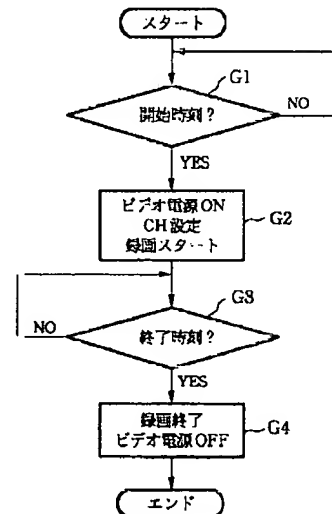 スタート
G1
開始時刻?
NO
YES
ビデオ電源ON
CH設定
録画スタート
G2
G3
NO
終了時刻?
YES
録画終了
ビデオ電源OFF
G4
エンド